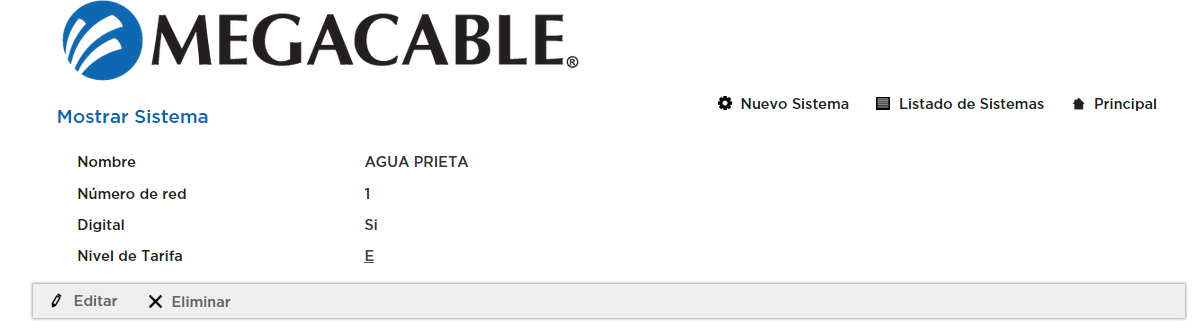 MEGACABLE®
Nuevo Sistema Listado de Sistemas Principal
Mostrar Sistema
Nombre AGUA PRIETA
Número de red 1
Digital Si
Nivel de Tarifa E
Editar Eliminar